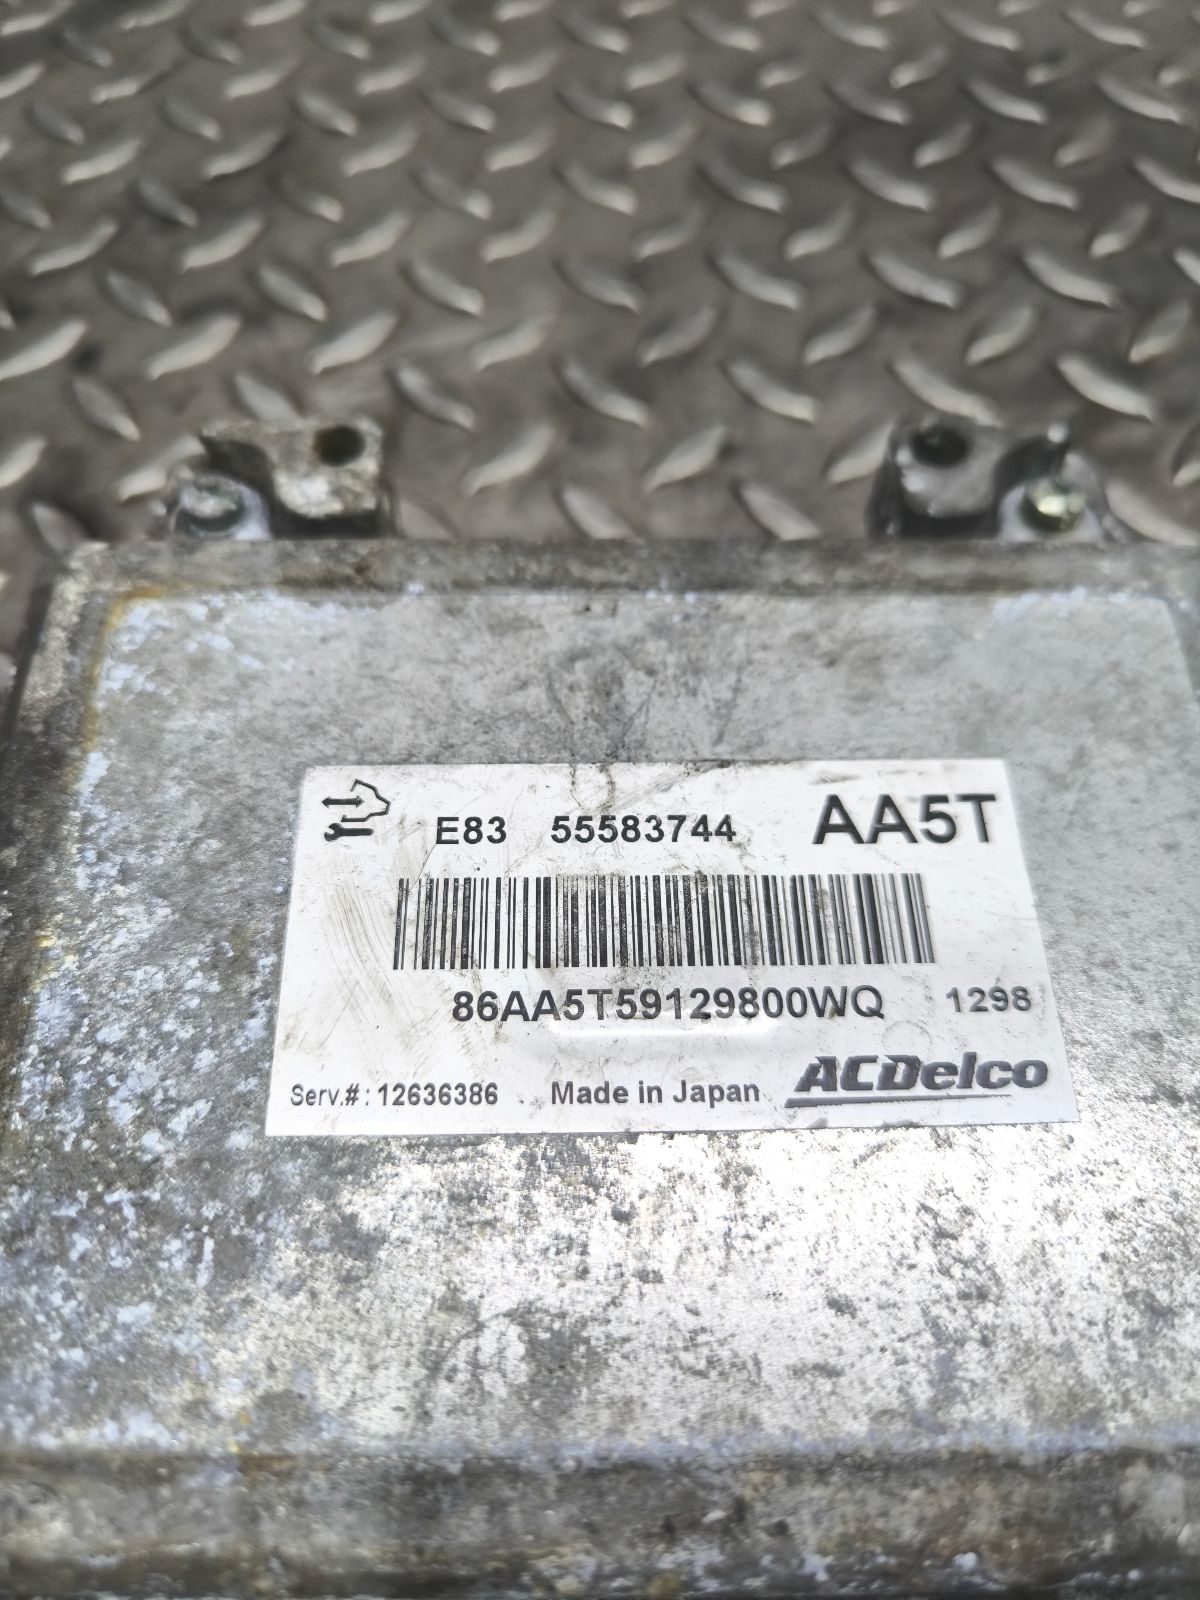 E83 55583744 AA5T
86AA5T59129800WQ 1298
Serv.#: 12636386 Made in Japan ACDelco